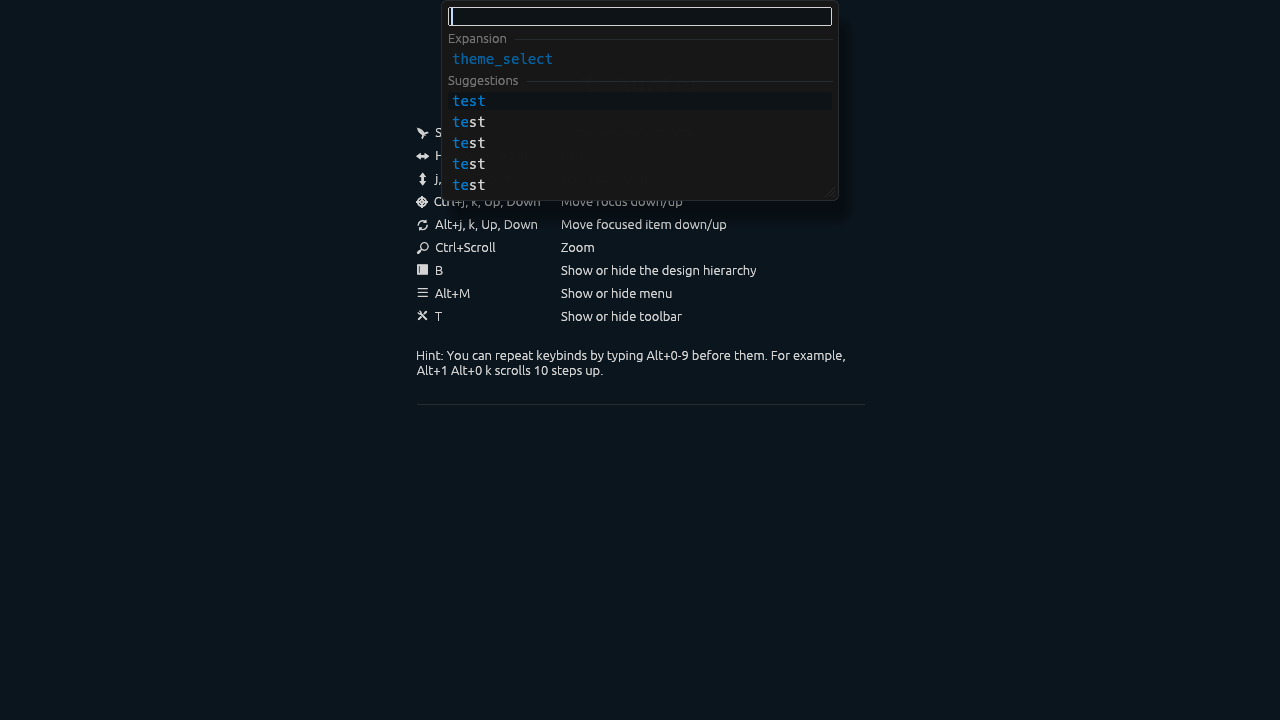 Expansion
theme_select
Suggestions
test
test
test
test
test
S
H
j,
Ctrl+j, k, Up, Down Move focus down/up
Alt+j, k, Up, Down Move focused item down/up
Ctrl+Scroll Zoom
B Show or hide the design hierarchy
Alt+M Show or hide menu
T Show or hide toolbar
Hint: You can repeat keybinds by typing Alt+0-9 before them. For example,
Alt+1 Alt+0 k scrolls 10 steps up.